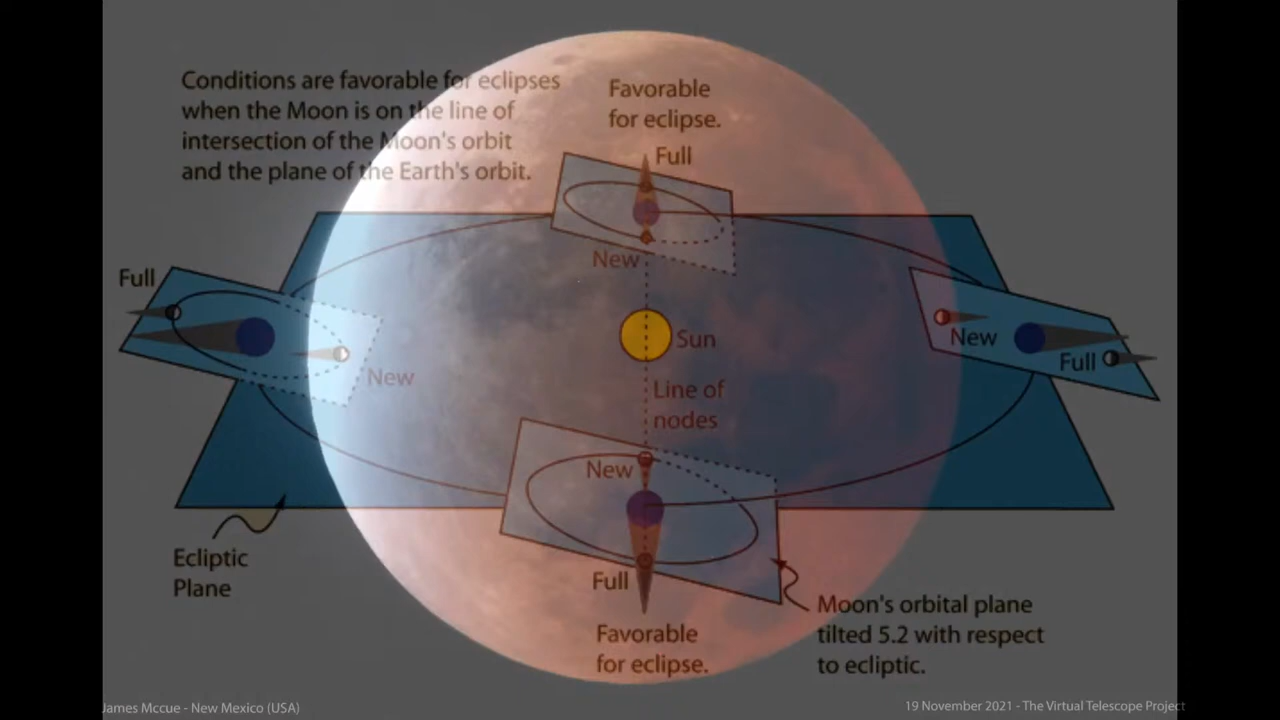 Conditions are favorable for eclipses
when the Moon is on the line of
intersection of the Moon's orbit
and the plane of the Earth's orbit.
Favorable
for eclipse.
Full
New
Full
New
Sun
New
Full
Line of
nodes
New
Full
Ecliptic
Plane
Favorable
for eclipse.
Moon's orbital plane
tilted 5.2 with respect
to ecliptic.
James Mccue - New Mexico (USA)
19 November 2021 - The Virtual Telescope Project